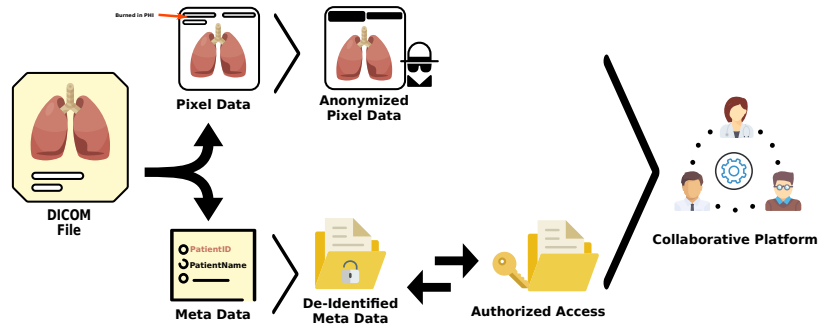 Burned in PHI
Pixel Data
Anonymized
Pixel Data
DICOM
File
PatientID
PatientName
Meta Data
De-Identified
Meta Data
Authorized Access
Collaborative Platform